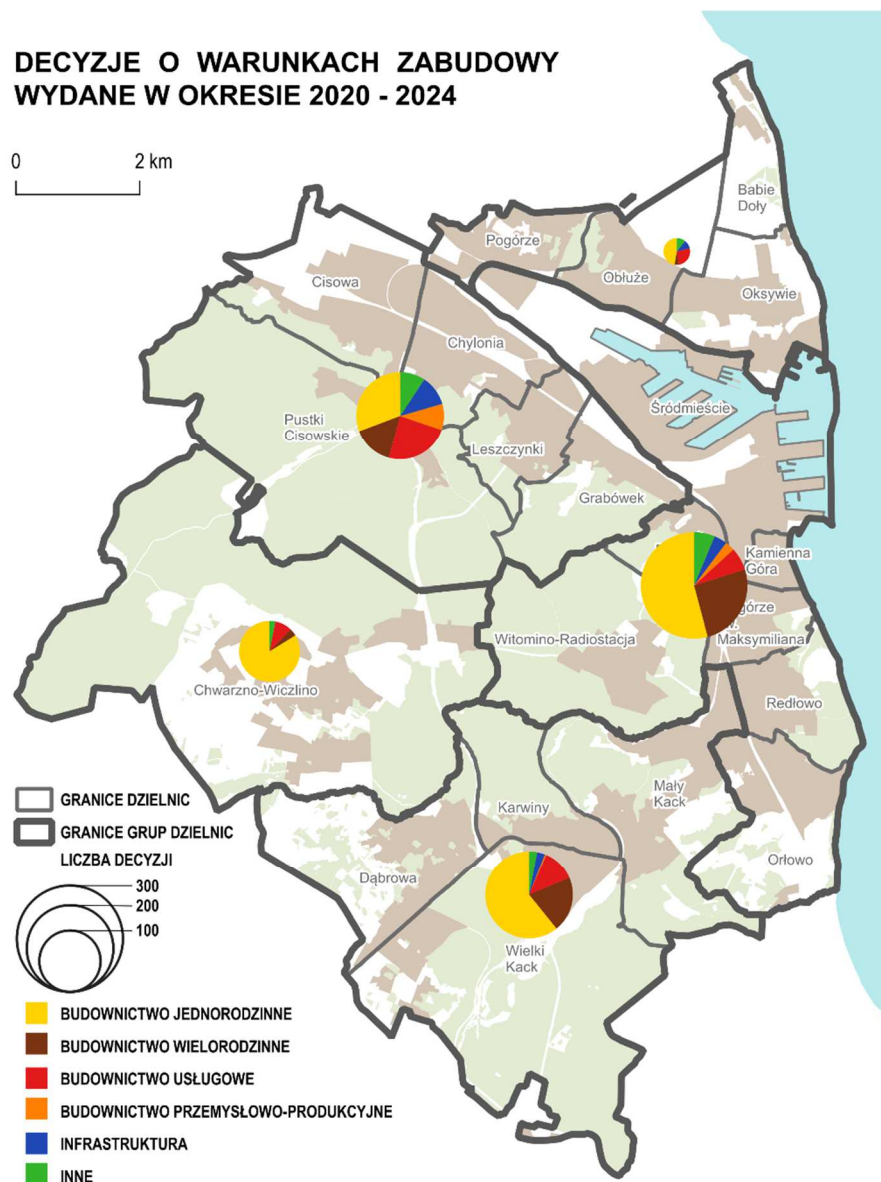 DECYZJE O WARUNKACH ZABUDOWY
WYDANE W OKRESIE 2020 - 2024
0 2 km
Babie
Doły
Pogórze
Obłuże
Oksywie
Cisowa
Chylonia
Śródmieście
Pustki
Cisowskie
Leszczynki
Grabówek
Kamienna
Góra
Witomino-Radiostacja
Maksymiliana
Chwarzno-Wiczlino
Redłowo
Mały
Kack
Karwiny
Orłowo
Dąbrowa
Wielki
Kack
GRANICE DZIELNIC
GRANICE GRUP DZIELNIC
LICZBA DECYZJI
300
200
100
BUDOWNICTWO JEDNORODZINNE
BUDOWNICTWO WIELORODZINNE
BUDOWNICTWO USŁUGOWE
BUDOWNICTWO PRZEMYSŁOWO-PRODUKCYJNE
INFRASTRUKTURA
INNE